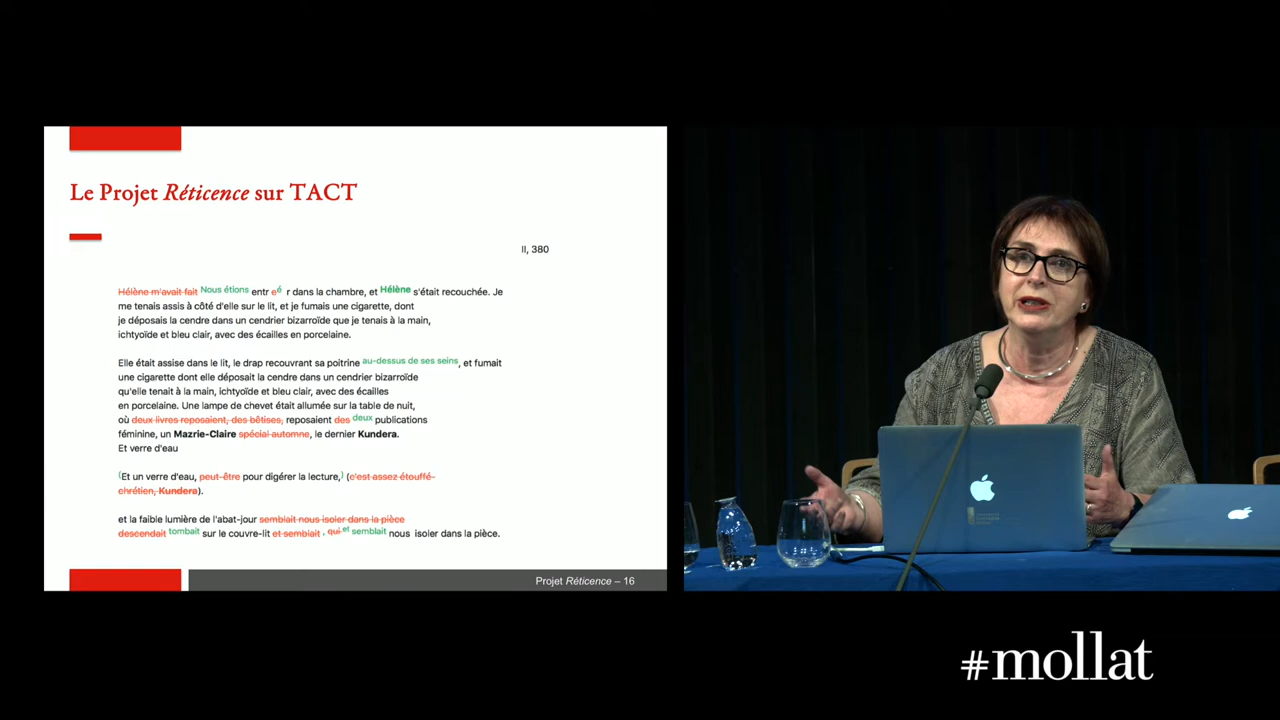 Le Projet Réticence sur TACT
II, 380
Hélène m'avait fait Nous étions entr e é r dans la chambre, et Hélène s'était recouchée. Je
me tenais assis à côté d'elle sur le lit, et je fumais une cigarette, dont
je déposais la cendre dans un cendrier bizarroïde que je tenais à la main,
ichtyoïde et bleu clair, avec des écailles en porcelaine.
Elle était assise dans le lit, le drap recouvrant sa poitrine au-dessus de ses seins, et fumait
une cigarette dont elle déposait la cendre dans un cendrier bizarroïde
qu'elle tenait à la main, ichtyoïde et bleu clair, avec des écailles
en porcelaine. Une lampe de chevet était allumée sur la table de nuit,
où deux livres reposaient, des bêtises, reposaient des deux publications
féminine, un Mazrie-Claire spécial automne, le dernier Kundera.
Et verre d'eau
(Et un verre d'eau, peut-être pour digérer la lecture,) (c'est assez étouffé-
chrétien, Kundera).
et la faible lumière de l'abat-jour semblait nous isoler dans la pièce
descendait tombait sur le couvre-lit et semblait , qui et semblait nous isoler dans la pièce.
Projet Réticence – 16
#mollat